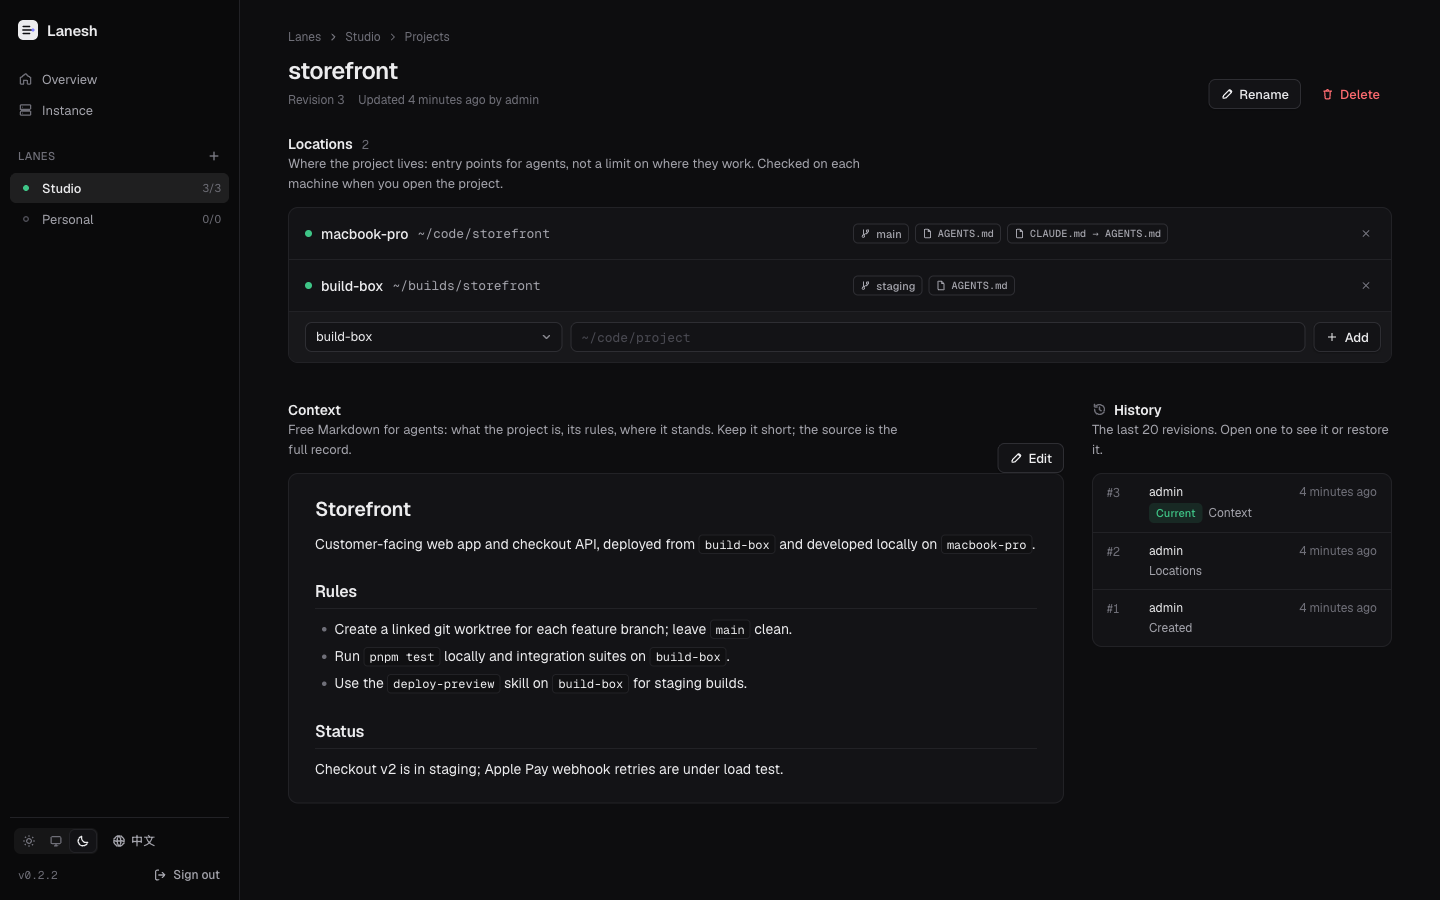 Lanesh
Overview
Instance
LANES
Studio 3/3
Personal 0/0
中文
v0.2.2
Sign out
Lanes > Studio > Projects
storefront
Revision 3 Updated 4 minutes ago by admin
Rename
Delete
Locations 2
Where the project lives: entry points for agents, not a limit on where they work. Checked on each
machine when you open the project.
macbook-pro ~/code/storefront main AGENTS.md CLAUDE.md → AGENTS.md
build-box ~/builds/storefront staging AGENTS.md
build-box ~/code/project Add
Context
Free Markdown for agents: what the project is, its rules, where it stands. Keep it short; the source is the
full record.
Edit
Storefront
Customer-facing web app and checkout API, deployed from build-box and developed locally on macbook-pro.
Rules
• Create a linked git worktree for each feature branch; leave main clean.
• Run pnpm test locally and integration suites on build-box.
• Use the deploy-preview skill on build-box for staging builds.
Status
Checkout v2 is in staging; Apple Pay webhook retries are under load test.
History
The last 20 revisions. Open one to see it or restore
it.
#3 admin 4 minutes ago
Current Context
#2 admin 4 minutes ago
Locations
#1 admin 4 minutes ago
Created